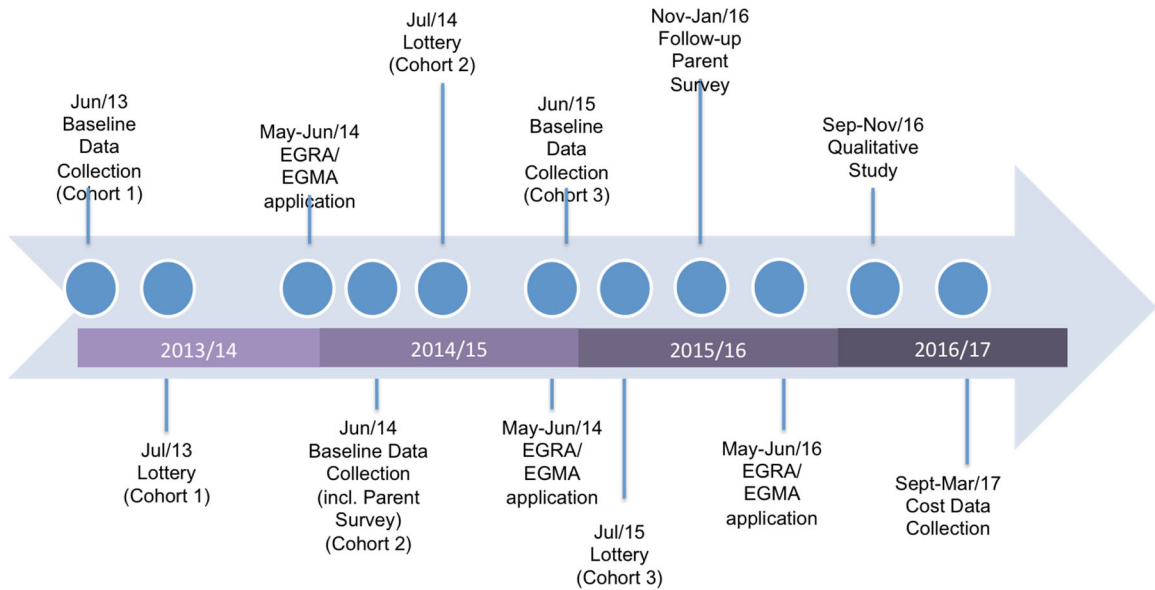 Jun/13
Baseline
Data
Collection
(Cohort 1)
May-Jun/14
EGRA/
EGMA
application
Jul/14
Lottery
(Cohort 2)
Jun/15
Baseline
Data
Collection
(Cohort 3)
Nov-Jan/16
Follow-up
Parent
Survey
Sep-Nov/16
Qualitative
Study
2013/14
2014/15
2015/16
2016/17
Jul/13
Lottery
(Cohort 1)
Jun/14
Baseline Data
Collection
(incl. Parent
Survey)
(Cohort 2)
May-Jun/14
EGRA/
EGMA
application
Jul/15
Lottery
(Cohort 3)
May-Jun/16
EGRA/
EGMA
application
Sept-Mar/17
Cost Data
Collection